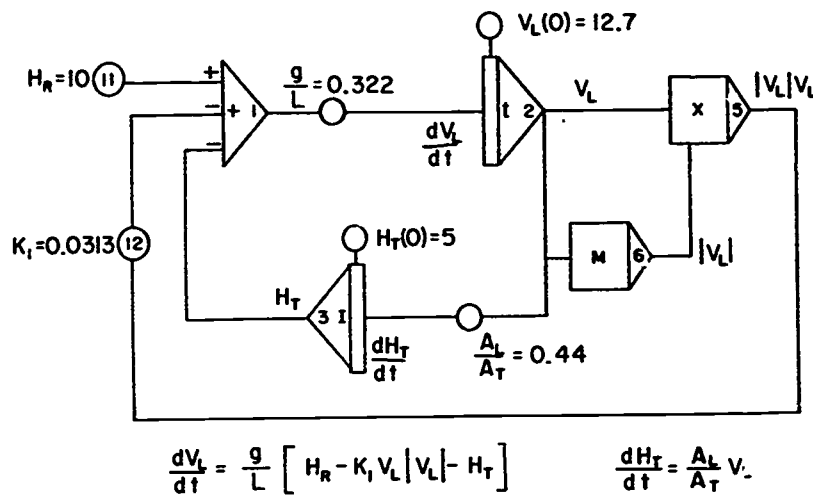 V_L(0) = 12.7
H_R = 10 (11)
+
−
−
+ 1
g/L = 0.322
dV_L/dt
t 2
V_L
X 5
|V_L|V_L
K_1 = 0.0313 (12)
H_T(0) = 5
H_T
3 I
dH_T/dt
A_L/A_T = 0.44
M 6
|V_L|
dV_L/dt = g/L [ H_R − K_1 V_L |V_L| − H_T ]
dH_T/dt = A_L/A_T V_